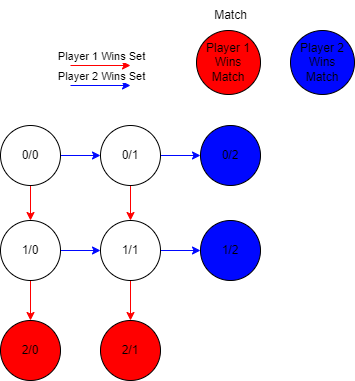 Match
Player 1 Wins Set
Player 2 Wins Set
Player 1
Wins
Match
Player 2
Wins
Match
0/0
0/1
0/2
1/0
1/1
1/2
2/0
2/1